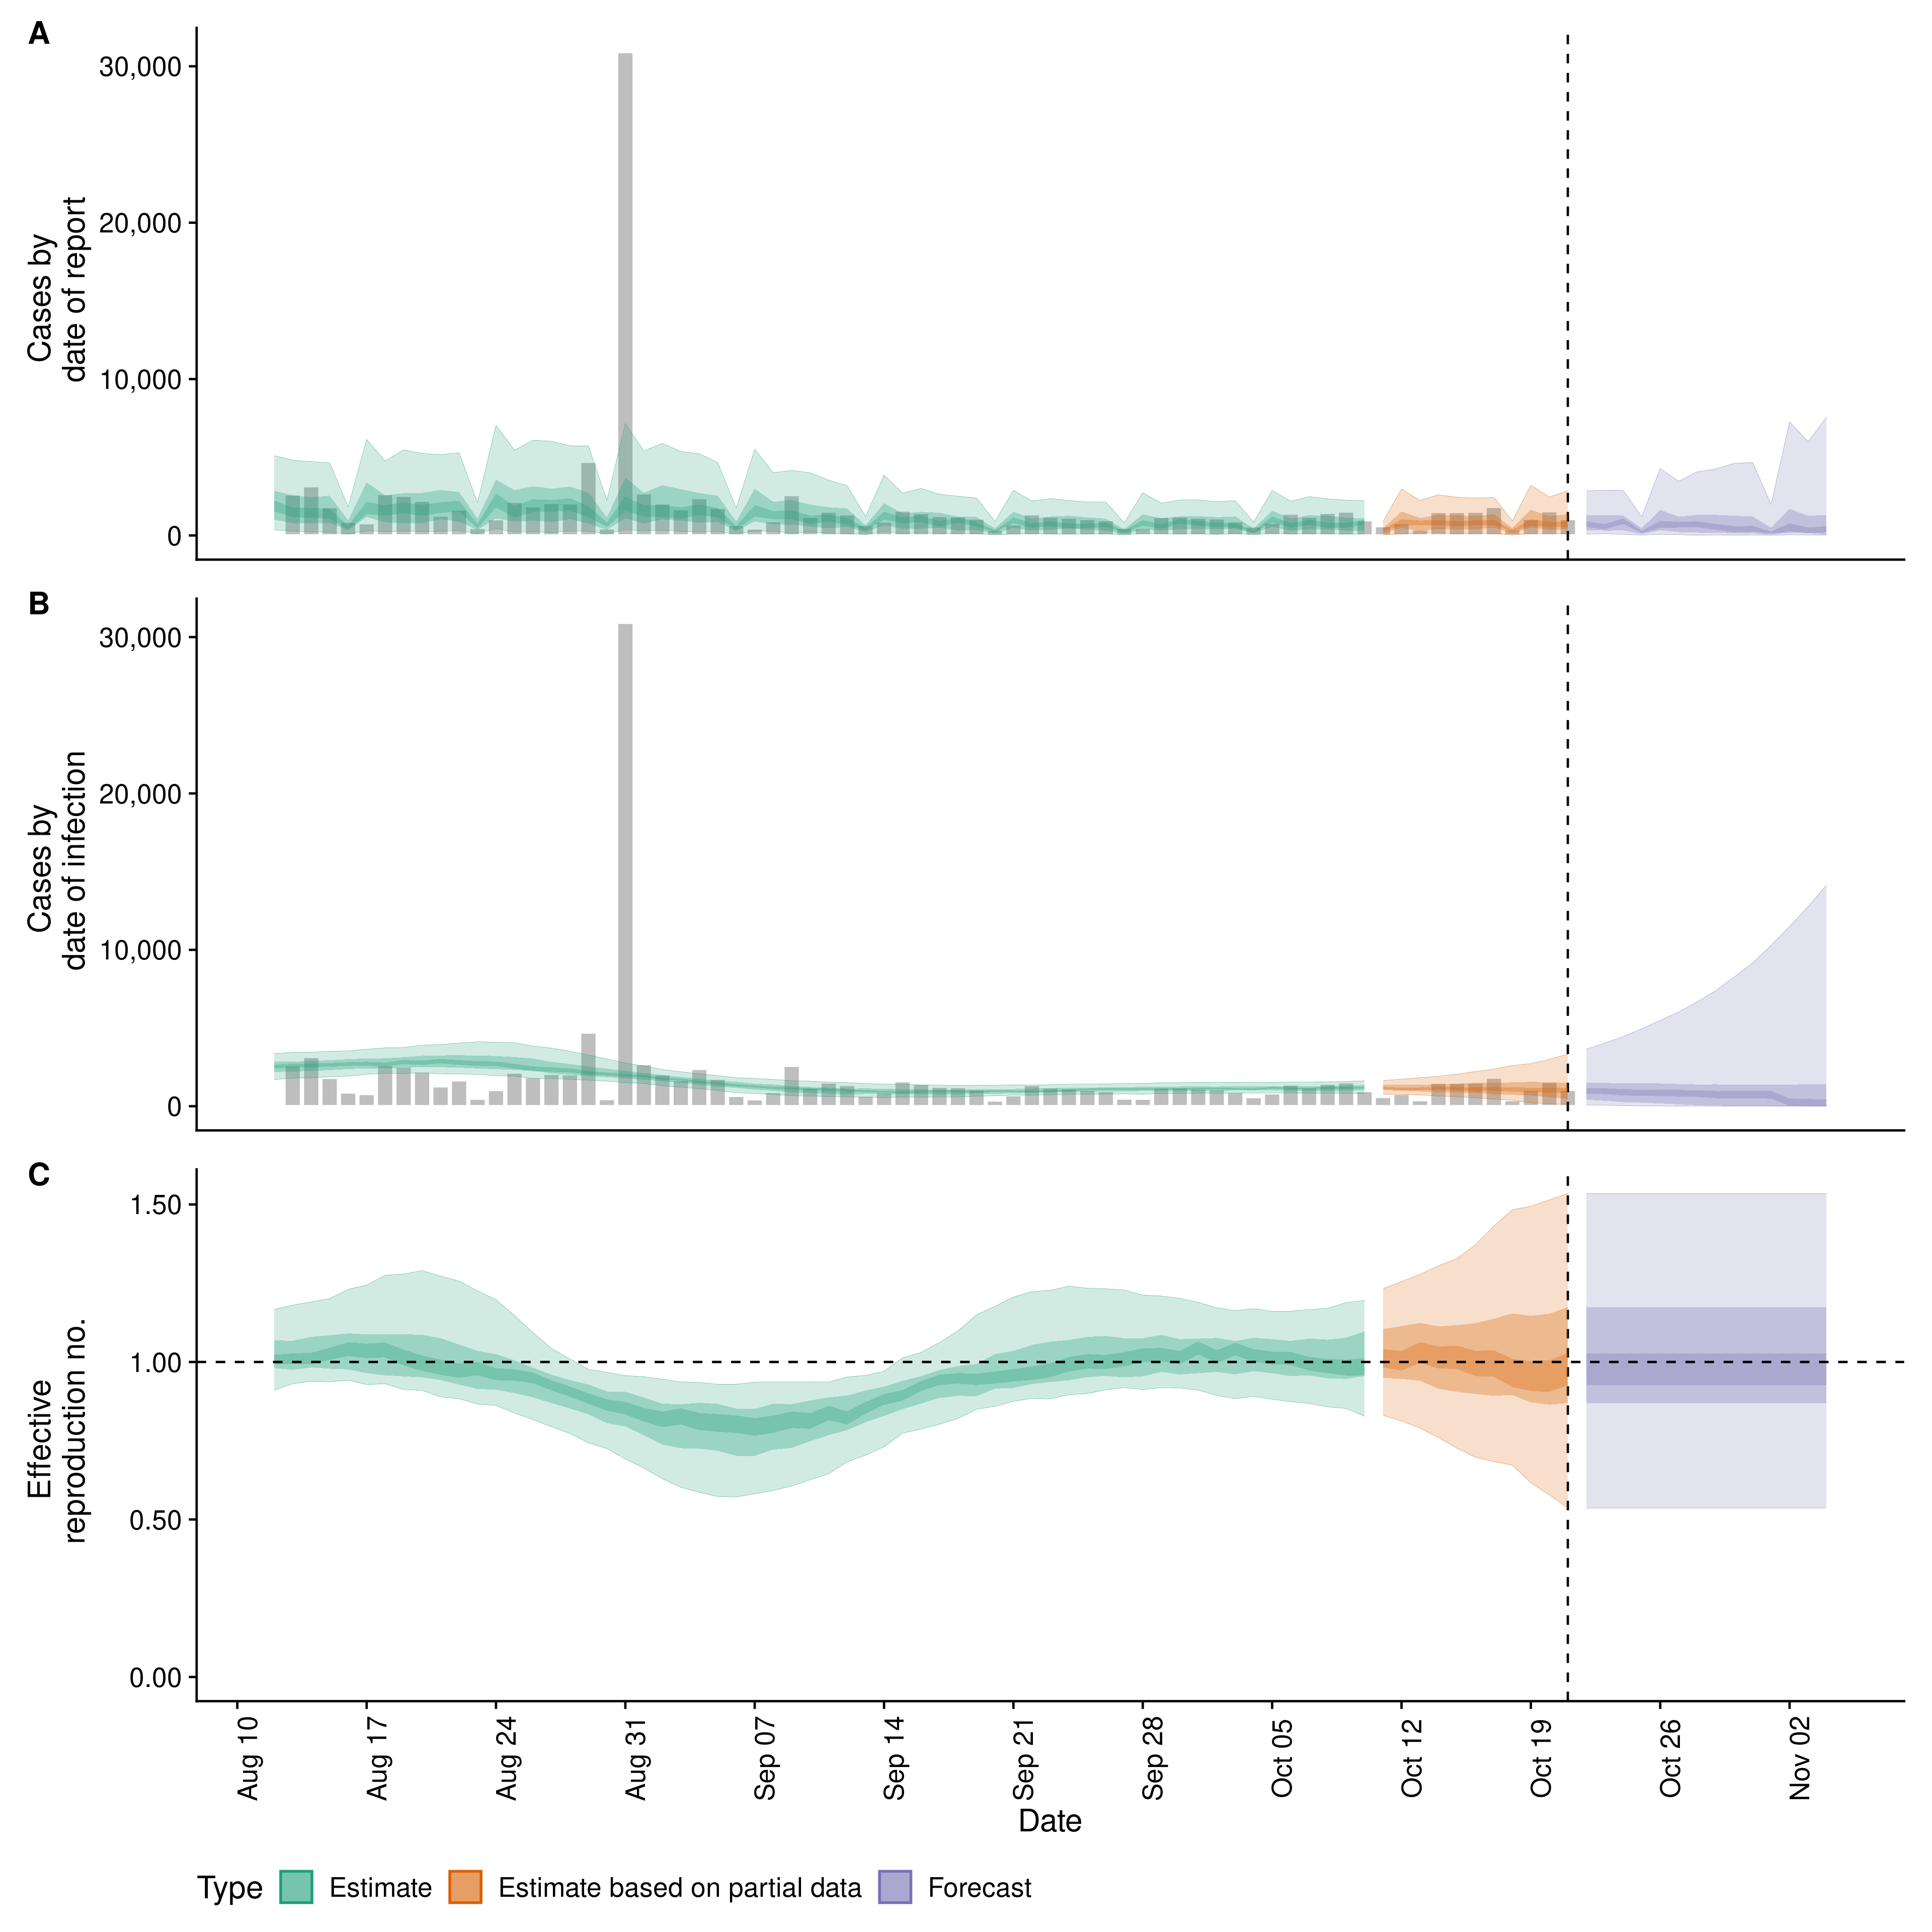 A
Cases by
date of report
30,000
20,000
10,000
0
B
Cases by
date of infection
30,000
20,000
10,000
0
C
Effective
reproduction no.
1.50
1.00
0.50
0.00
Aug 10
Aug 17
Aug 24
Aug 31
Sep 07
Sep 14
Sep 21
Sep 28
Oct 05
Oct 12
Oct 19
Oct 26
Nov 02
Date
Type Estimate Estimate based on partial data Forecast